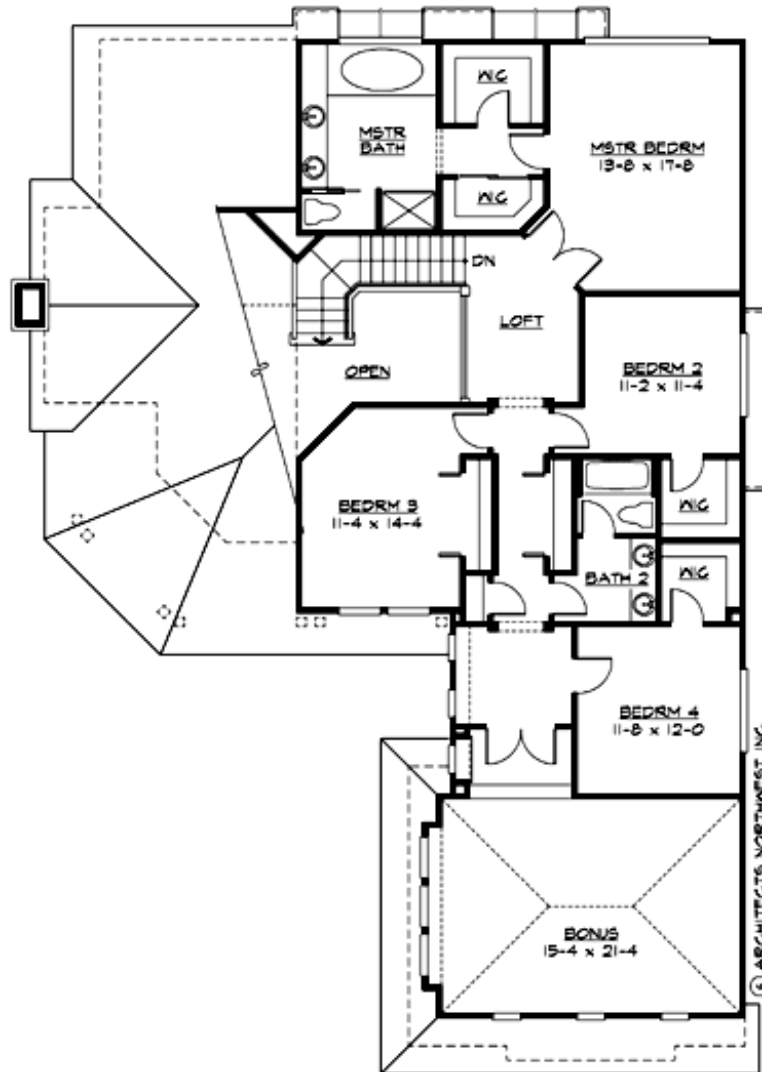 WIC
MSTR
BATH
MSTR BEDRM
13-8 x 17-8
WIC
DN
LOFT
OPEN
BEDRM 2
11-2 x 11-4
BEDRM 3
11-4 x 14-4
WIC
BATH 2
WIC
BEDRM 4
11-8 x 12-0
BONUS
15-4 x 21-4
© ARCHITECTS NORTHWEST INC.